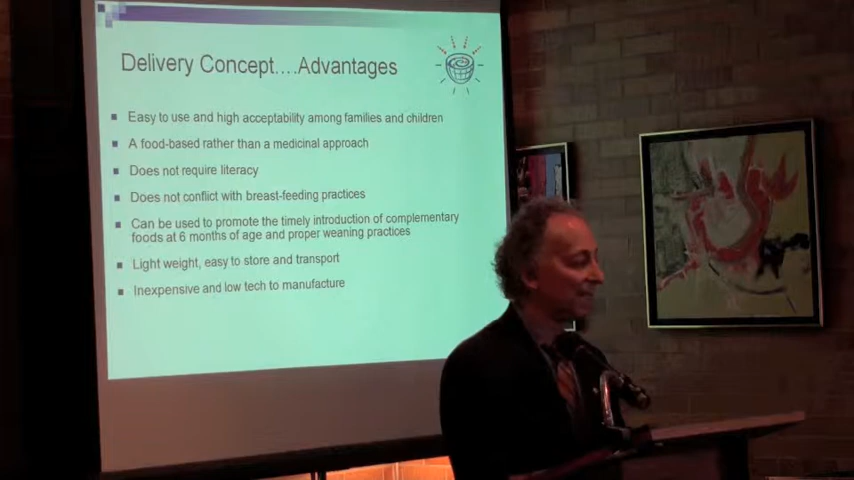 Delivery Concept....Advantages
Easy to use and high acceptability among families and children
A food-based rather than a medicinal approach
Does not require literacy
Does not conflict with breast-feeding practices
Can be used to promote the timely introduction of complementary
foods at 6 months of age and proper weaning practices
Light weight, easy to store and transport
Inexpensive and low tech to manufacture